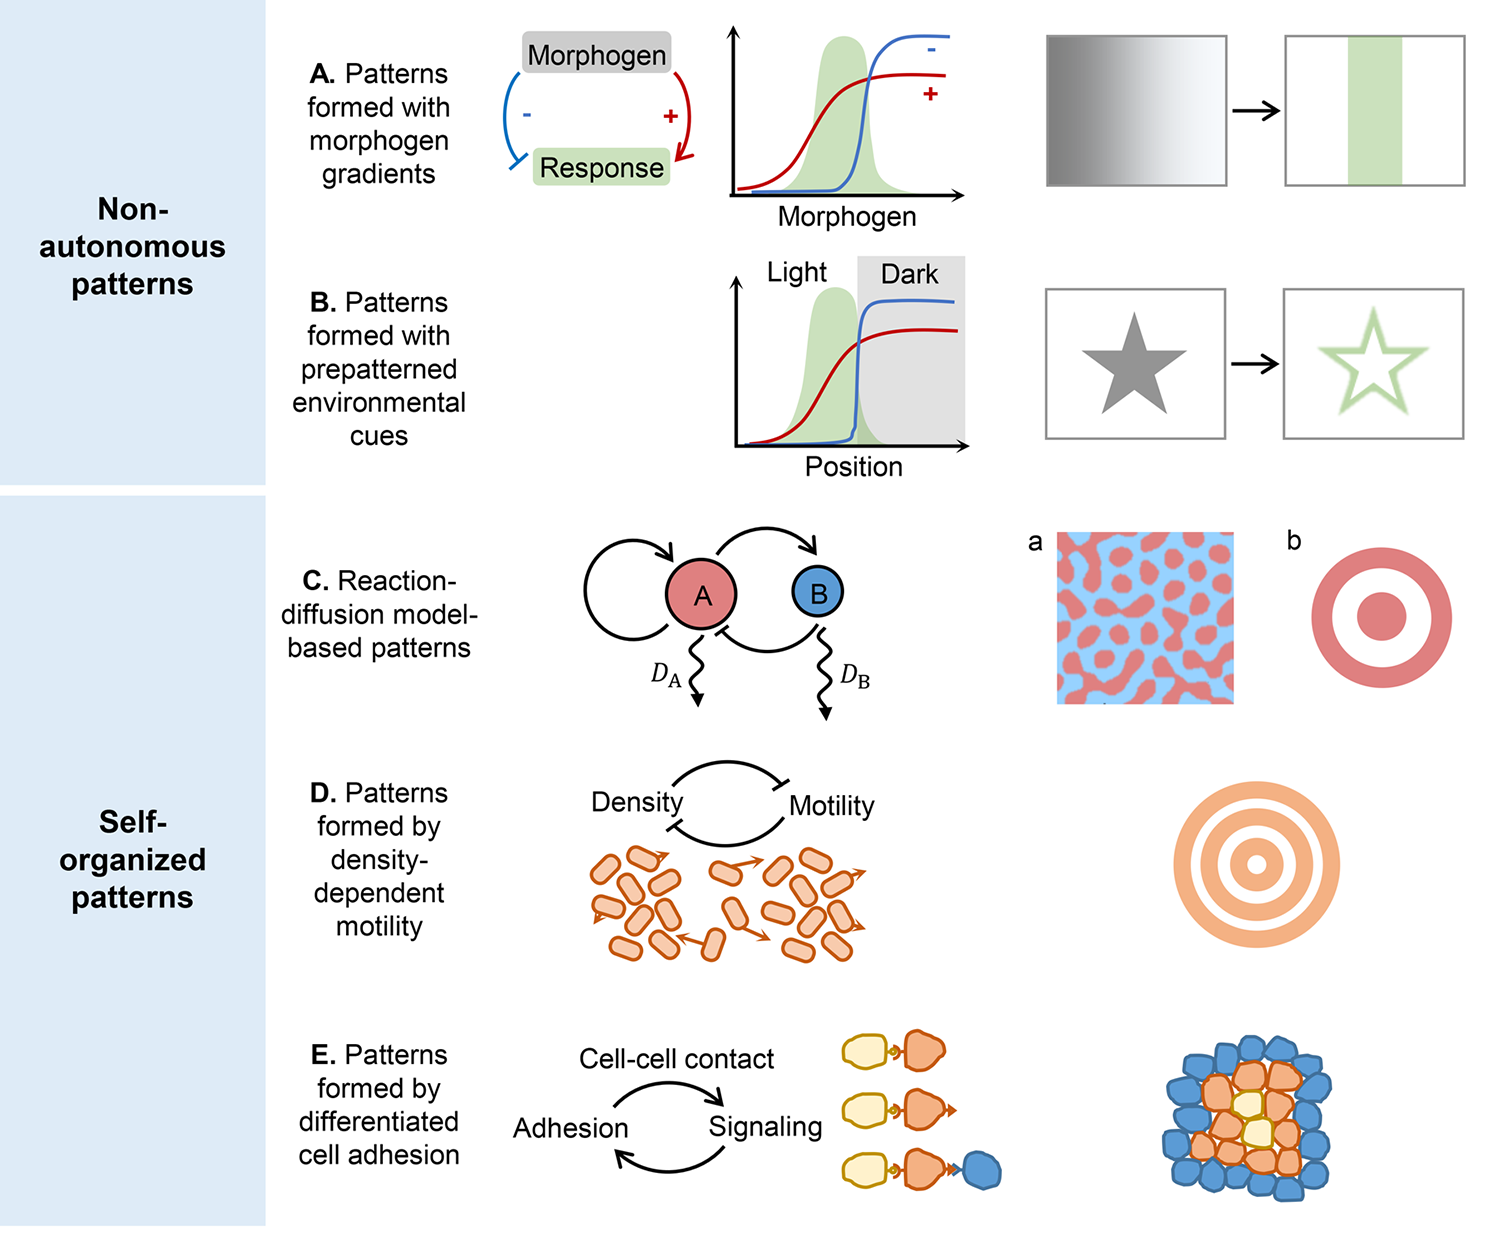 Non-
autonomous
patterns
A. Patterns
formed with
morphogen
gradients
Morphogen
-
+
Response
-
+
Morphogen
B. Patterns
formed with
prepatterned
environmental
cues
Light
Dark
Position
Self-
organized
patterns
C. Reaction-
diffusion model-
based patterns
A
B
DA
DB
a
b
D. Patterns
formed by
density-
dependent
motility
Density
Motility
E. Patterns
formed by
differentiated
cell adhesion
Cell-cell contact
Adhesion
Signaling